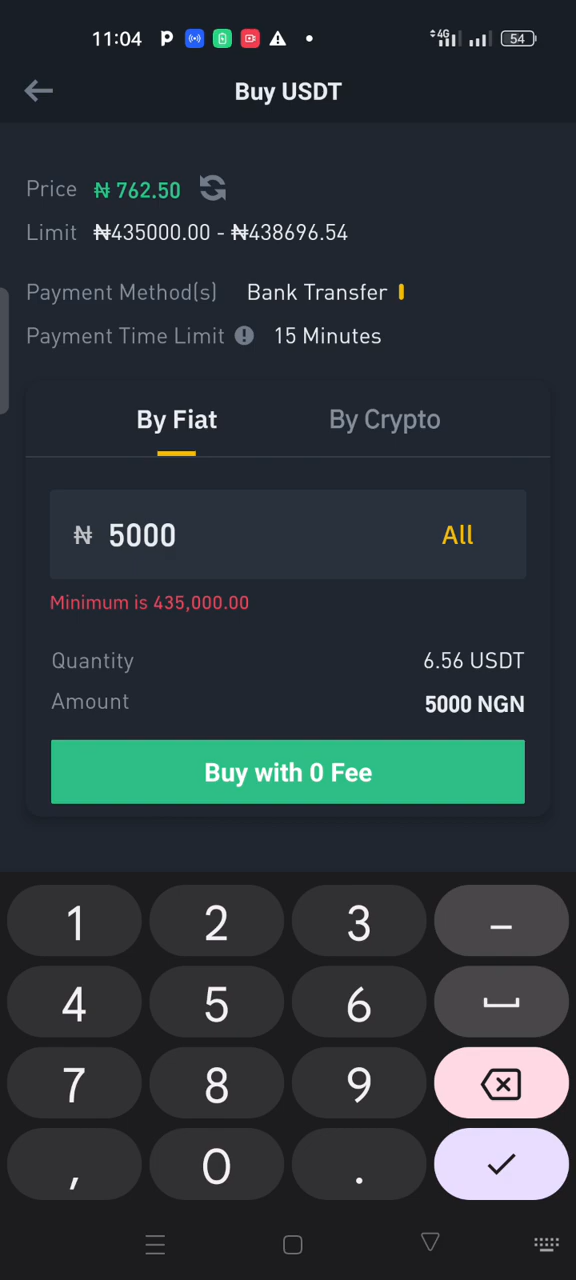 11:04 4G 54
Buy USDT
Price ₦ 762.50
Limit ₦435000.00 - ₦438696.54
Payment Method(s) Bank Transfer
Payment Time Limit 15 Minutes
By Fiat By Crypto
₦ 5000 All
Minimum is 435,000.00
Quantity 6.56 USDT
Amount 5000 NGN
Buy with 0 Fee
1 2 3 –
4 5 6
7 8 9
, 0 .